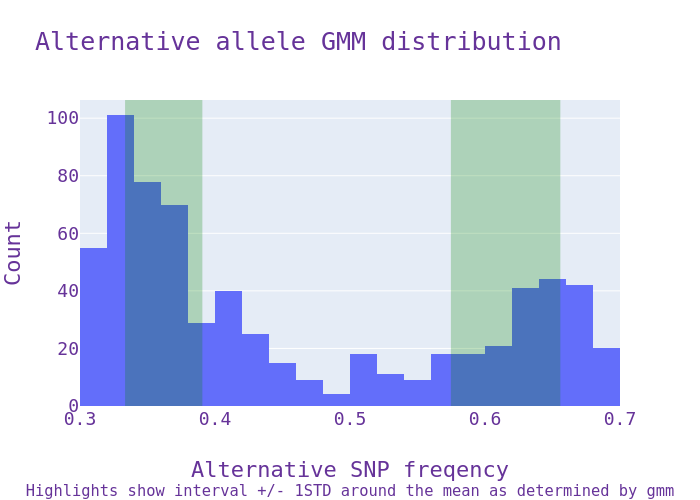 Alternative allele GMM distribution
100
80
60
40
20
0
Count
0.3 0.4 0.5 0.6 0.7
Alternative SNP freqency
Highlights show interval +/- 1STD around the mean as determined by gmm